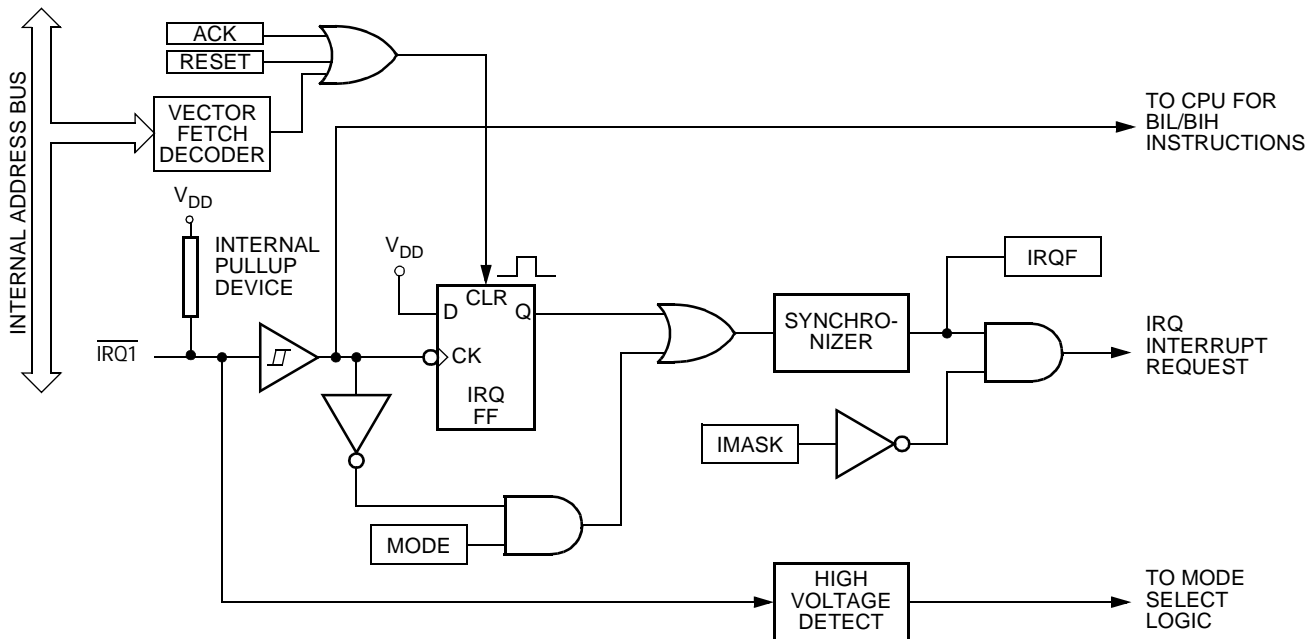 INTERNAL ADDRESS BUS
ACK
RESET
VECTOR
FETCH
DECODER
TO CPU FOR
BIL/BIH
INSTRUCTIONS
VDD
INTERNAL
PULLUP
DEVICE
VDD
CLR
D
Q
CK
IRQ
FF
IRQ1
SYNCHRO-
NIZER
IRQF
IRQ
INTERRUPT
REQUEST
IMASK
MODE
HIGH
VOLTAGE
DETECT
TO MODE
SELECT
LOGIC